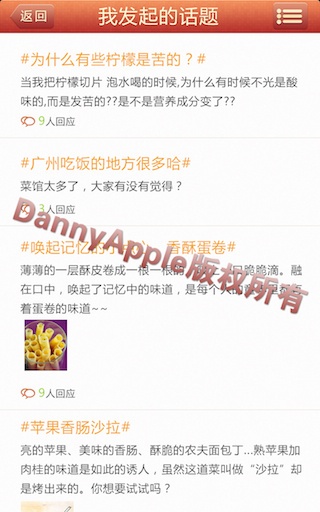 返回
我发起的话题
#为什么有些柠檬是苦的？#
当我把柠檬切片 泡水喝的时候,为什么有时候不光是酸
味的,而是发苦的??是不是营养成分变了??
9人回应
#广州吃饭的地方很多哈#
菜馆太多了，大家有没有觉得？
3人回应
DannyApple版权所有
#唤起记忆的小 香酥蛋卷#
薄薄的一层酥皮卷成一根一根的 口脆脆滴。融
在口中，唤起了记忆中的味道，是每个人的
着蛋卷的味道~~
9人回应
#苹果香肠沙拉#
亮的苹果、美味的香肠、酥脆的农夫面包丁...熟苹果加
肉桂的味道是如此的诱人，虽然这道菜叫做“沙拉”却
是烤出来的。你想要试试吗？